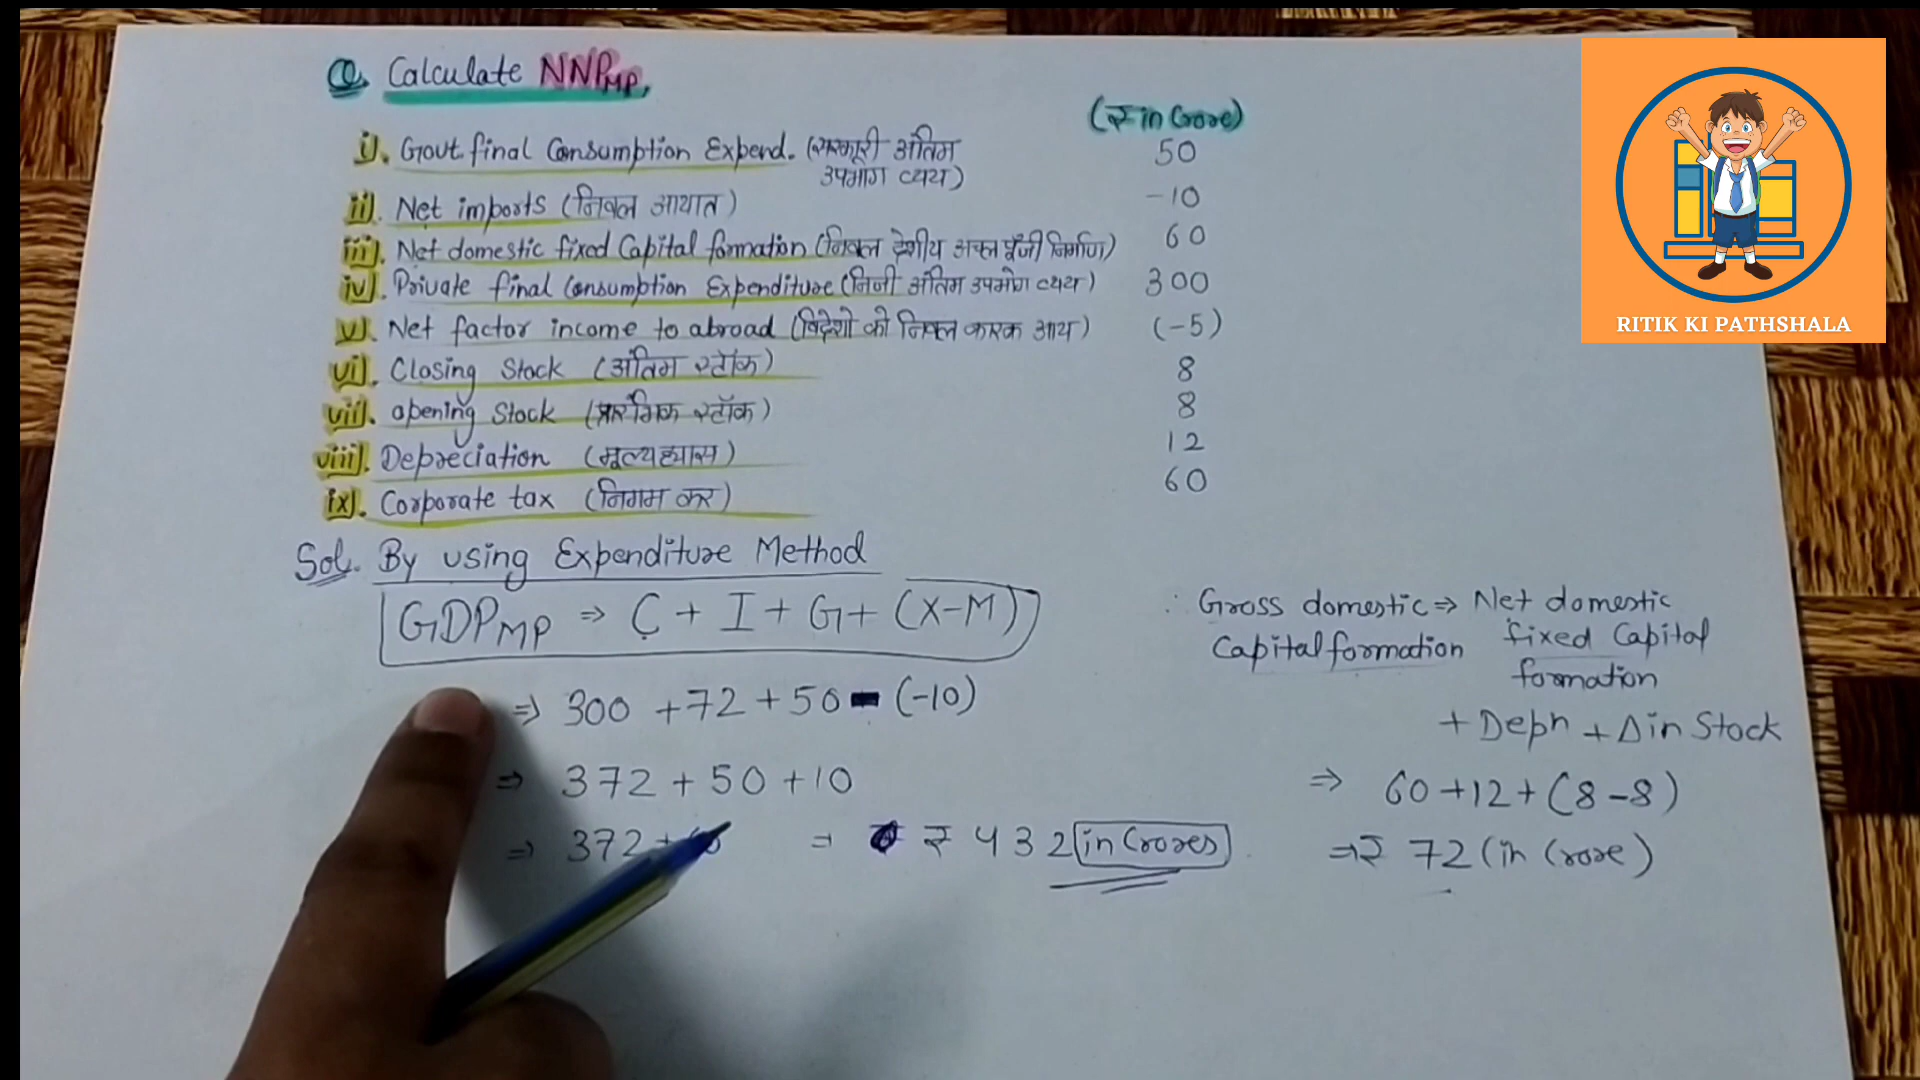 Q. Calculate NNPMP,
(₹ in Crore)
i). Govt. final Consumption Expend. (सरकारी अंतिम उपभोग व्यय) 50
ii). Net imports (निवल आयात) -10
iii). Net domestic fixed Capital formation (निवल देशीय अचल पूँजी निर्माण) 60
iv). Private final Consumption Expenditure (निजी अंतिम उपभोग व्यय) 300
v). Net factor income to abroad (विदेशो को निवल कारक आय) (-5)
vi). Closing Stock (अंतिम स्टॉक) 8
vii). opening Stock (प्रारंभिक स्टॉक) 8
viii). Depreciation (मूल्यह्रास) 12
ix). Corporate tax (निगम कर) 60
Sol. By using Expenditure Method
GDPMP ⇒ C + I + G + (X-M)
⇒ 300 + 72 + 50 - (-10)
⇒ 372 + 50 + 10
⇒ 372 + = ₹ 432 in Crores
∴ Gross domestic ⇒ Net domestic
Capital formation fixed Capital
formation
+ Depn + Δ in Stock
⇒ 60 + 12 + (8 - 8)
⇒ ₹ 72 (in Crore)
RITIK KI PATHSHALA